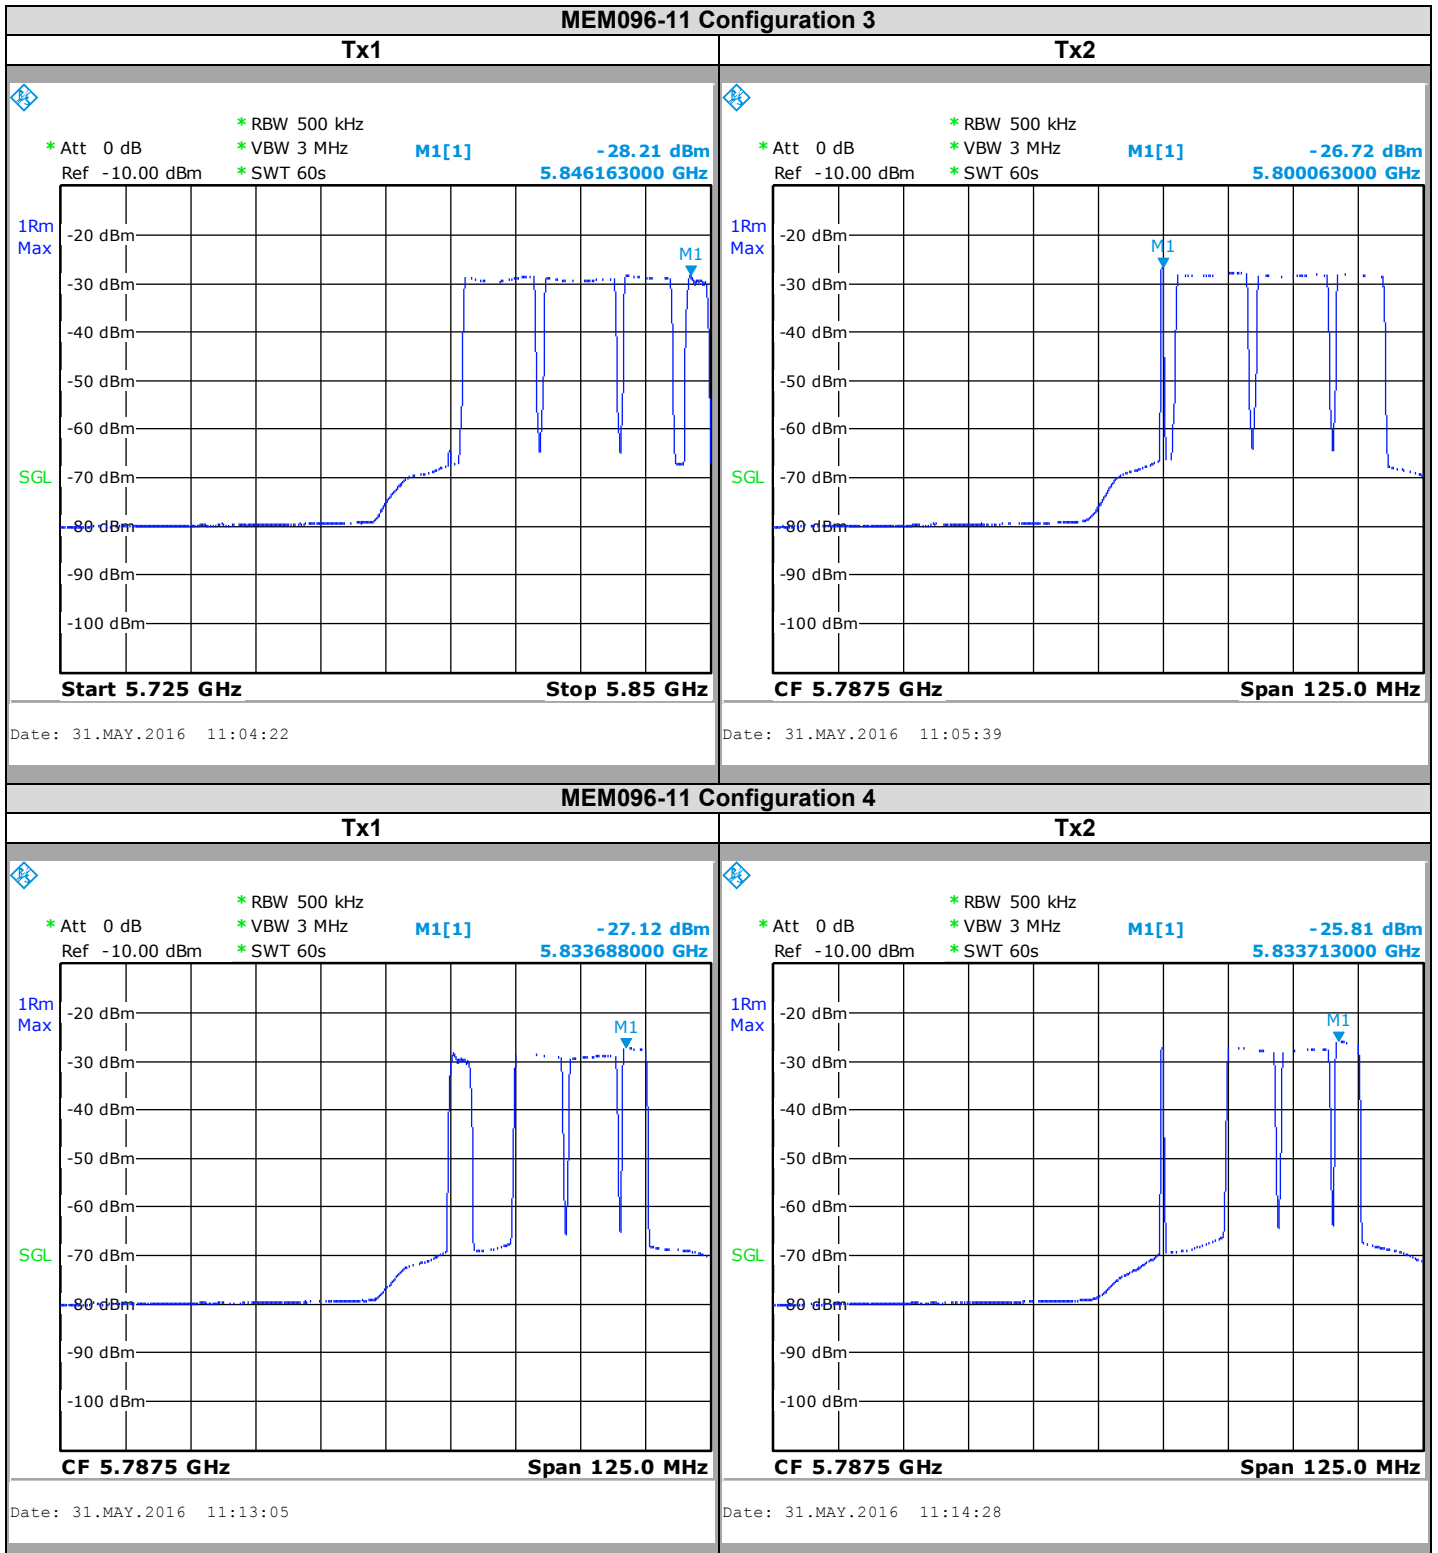 MEM096-11 Configuration 3
Tx1 Tx2
* RBW 500 kHz
* Att 0 dB * VBW 3 MHz M1[1] -28.21 dBm
Ref -10.00 dBm * SWT 60s 5.846163000 GHz
1Rm
Max
-20 dBm
M1
-30 dBm
-40 dBm
-50 dBm
-60 dBm
SGL
-70 dBm
-80 dBm
-90 dBm
-100 dBm
Start 5.725 GHz Stop 5.85 GHz
Date: 31.MAY.2016 11:04:22
* RBW 500 kHz
* Att 0 dB * VBW 3 MHz M1[1] -26.72 dBm
Ref -10.00 dBm * SWT 60s 5.800063000 GHz
1Rm
Max
-20 dBm
M1
-30 dBm
-40 dBm
-50 dBm
-60 dBm
SGL
-70 dBm
-80 dBm
-90 dBm
-100 dBm
CF 5.7875 GHz Span 125.0 MHz
Date: 31.MAY.2016 11:05:39
MEM096-11 Configuration 4
Tx1 Tx2
* RBW 500 kHz
* Att 0 dB * VBW 3 MHz M1[1] -27.12 dBm
Ref -10.00 dBm * SWT 60s 5.833688000 GHz
1Rm
Max
-20 dBm
M1
-30 dBm
-40 dBm
-50 dBm
-60 dBm
SGL
-70 dBm
-80 dBm
-90 dBm
-100 dBm
CF 5.7875 GHz Span 125.0 MHz
Date: 31.MAY.2016 11:13:05
* RBW 500 kHz
* Att 0 dB * VBW 3 MHz M1[1] -25.81 dBm
Ref -10.00 dBm * SWT 60s 5.833713000 GHz
1Rm
Max
-20 dBm
M1
-30 dBm
-40 dBm
-50 dBm
-60 dBm
SGL
-70 dBm
-80 dBm
-90 dBm
-100 dBm
CF 5.7875 GHz Span 125.0 MHz
Date: 31.MAY.2016 11:14:28